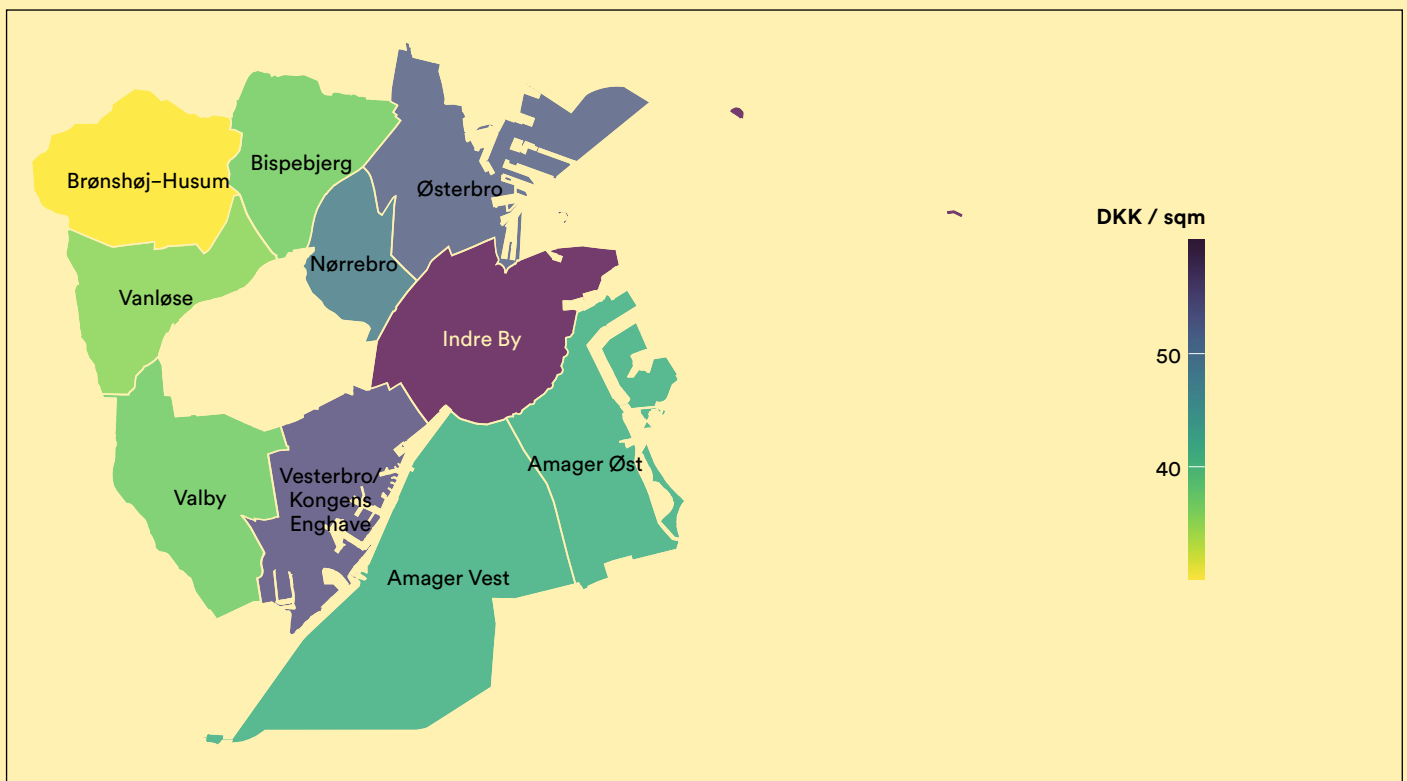 Bispebjerg
Brønshøj–Husum
Østerbro
DKK / sqm
Nørrebro
Vanløse
Indre By
50
Amager Øst
40
Vesterbro/
Kongens
Enghave
Valby
Amager Vest